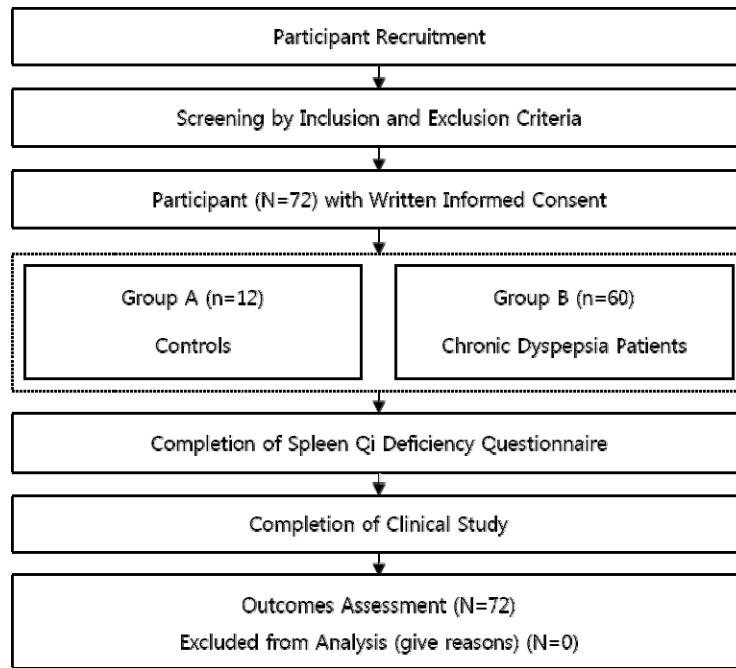 Participant Recruitment
Screening by Inclusion and Exclusion Criteria
Participant (N=72) with Written Informed Consent
Group A (n=12)
Controls
Group B (n=60)
Chronic Dyspepsia Patients
Completion of Spleen Qi Deficiency Questionnaire
Completion of Clinical Study
Outcomes Assessment (N=72)
Excluded from Analysis (give reasons) (N=0)